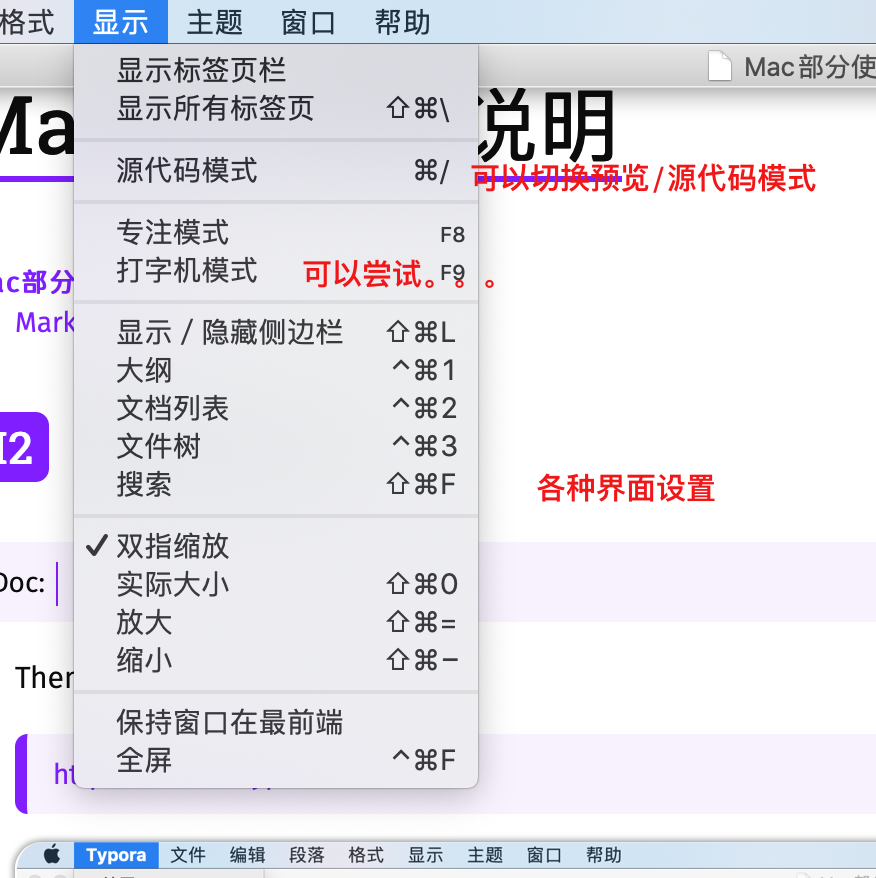 格式 显示 主题 窗口 帮助
Mac部分使
显示标签页栏
显示所有标签页 ⇧⌘\
说明
源代码模式 ⌘/
可以切换预览/源代码模式
专注模式 F8
打字机模式 F9
可以尝试。。。
ac部分
Mark
显示 / 隐藏侧边栏 ⇧⌘L
大纲 ^⌘1
文档列表 ^⌘2
文件树 ^⌘3
搜索 ⇧⌘F
H2
各种界面设置
✓ 双指缩放
实际大小 ⇧⌘0
Doc:
放大 ⇧⌘=
缩小 ⇧⌘−
Ther
保持窗口在最前端
全屏 ^⌘F
Typora 文件 编辑 段落 格式 显示 主题 窗口 帮助